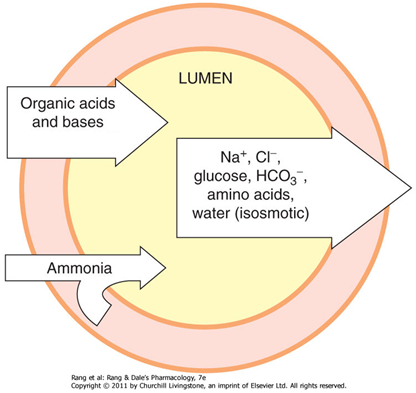 LUMEN
Organic acids
and bases
Na⁺, Cl⁻,
glucose, HCO₃⁻,
amino acids,
water (isosmotic)
Ammonia
Rang et al: Rang & Dale's Pharmacology, 7e
Copyright © 2011 by Churchill Livingstone, an imprint of Elsevier Ltd. All rights reserved.